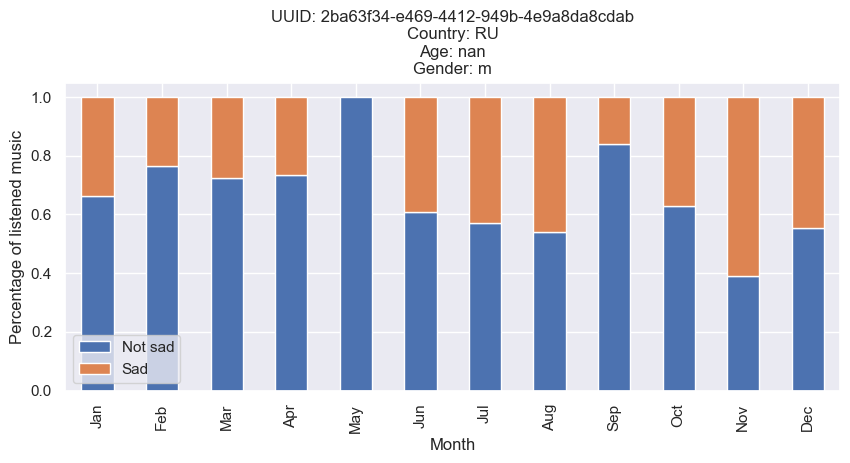 UUID: 2ba63f34-e469-4412-949b-4e9a8da8cdab
Country: RU
Age: nan
Gender: m
Percentage of listened music
1.0
0.8
0.6
0.4
0.2
0.0
Not sad
Sad
Jan Feb Mar Apr May Jun Jul Aug Sep Oct Nov Dec
Month